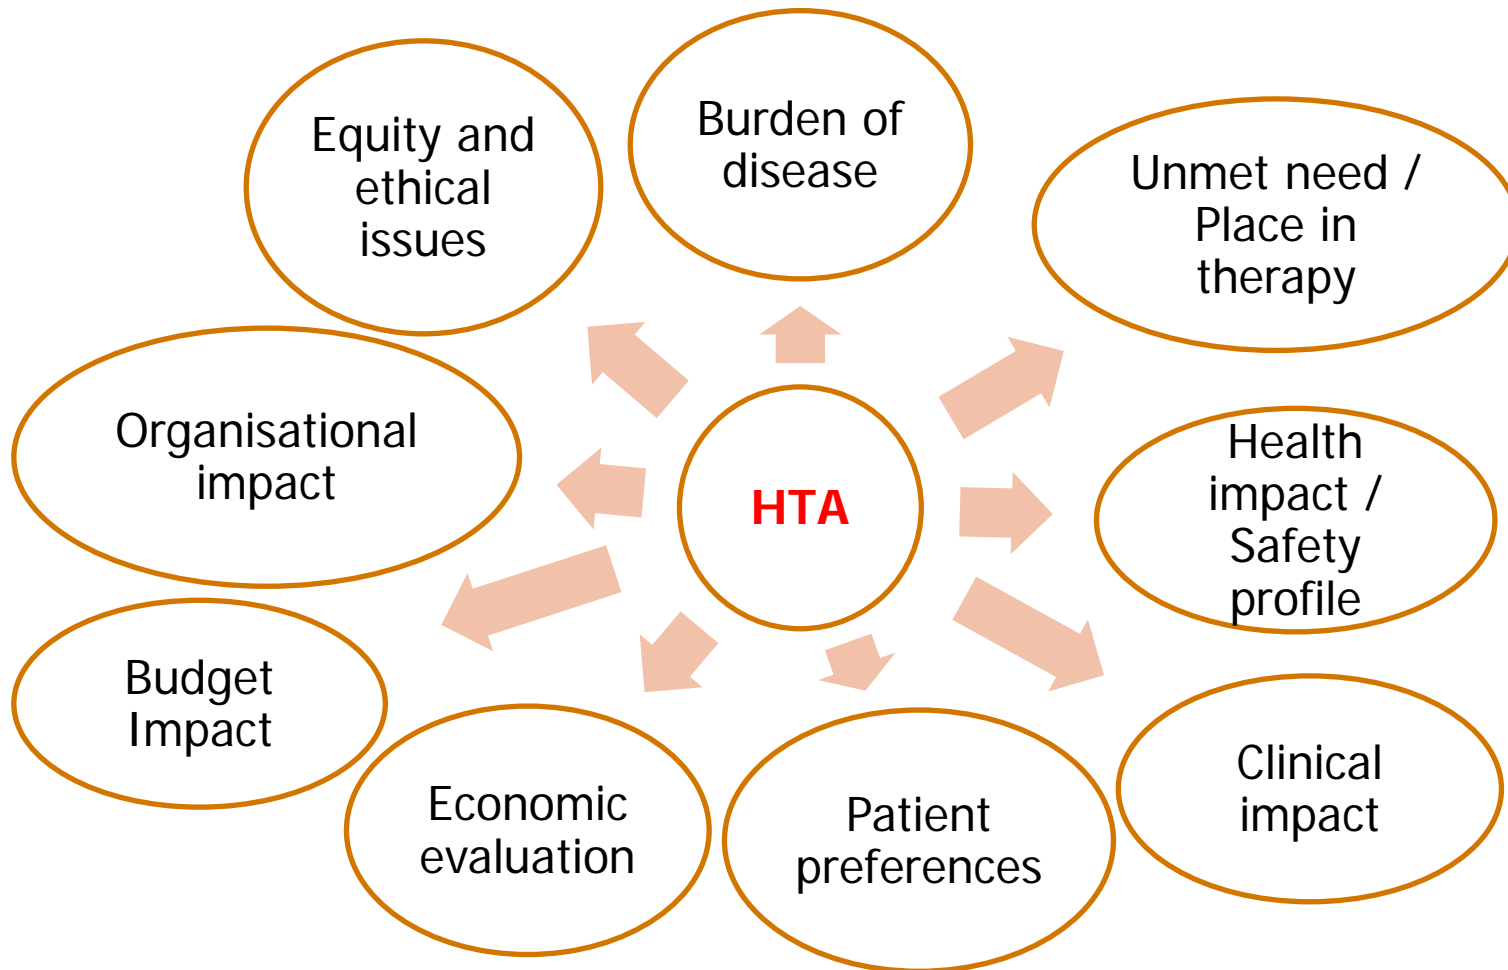 Equity and
ethical
issues
Burden of
disease
Unmet need /
Place in
therapy
Organisational
impact
HTA
Health
impact /
Safety
profile
Budget
Impact
Economic
evaluation
Patient
preferences
Clinical
impact